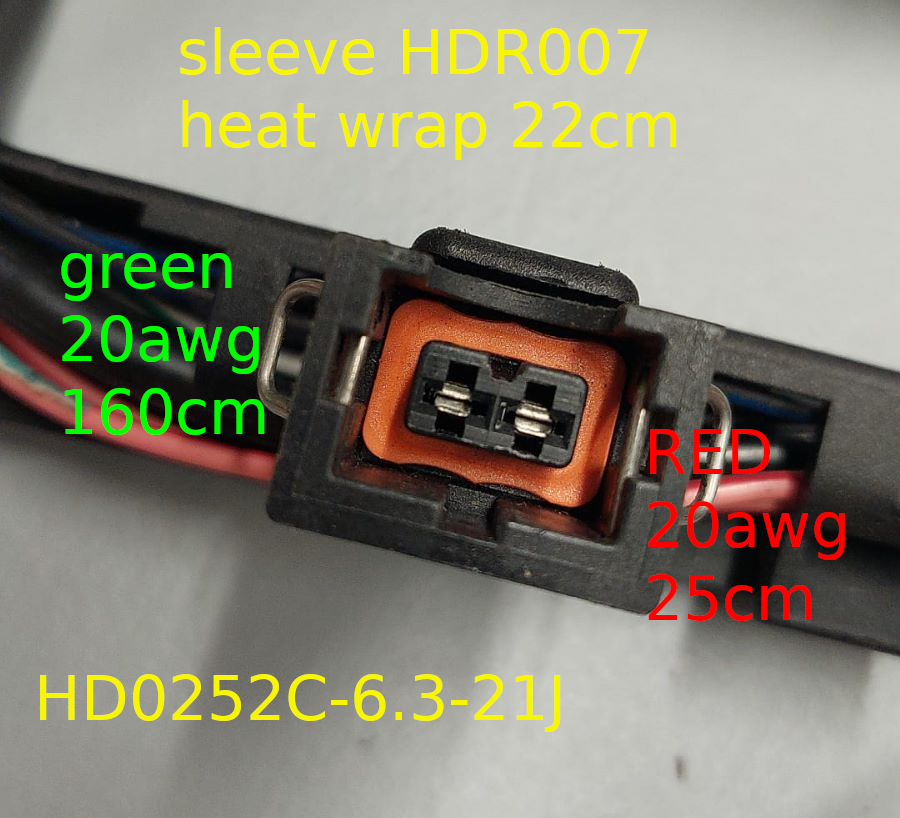 sleeve HDR007
heat wrap 22cm
green
20awg
160cm
RED
20awg
25cm
HD0252C-6.3-21J